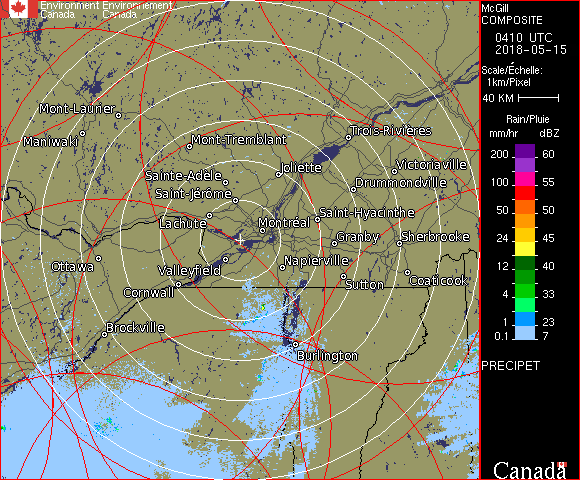 Environment Environnement
Canada Canada
McGill
COMPOSITE
0410 UTC
2018-05-15
Scale/Échelle:
1km/Pixel
40 KM
Rain/Pluie
mm/hr dBZ
200 60
150 57
100 55
50 50
24 45
12 40
4 33
1 23
0.1 7
PRECIPET
Canada
Mont-Laurier
Maniwaki
Mont-Tremblant
Trois-Rivières
Joliette
Victoriaville
Sainte-Adèle
Drummondville
Saint-Jérôme
Saint-Hyacinthe
Lachute
Montréal
Granby
Sherbrooke
Ottawa
Valleyfield
Napierville
Cornwall
Sutton
Coaticook
Brockville
Burlington